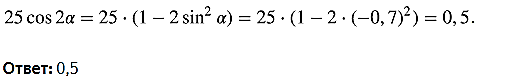 25 cos 2α = 25 · (1 − 2 sin² α) = 25 · (1 − 2 · (−0, 7)²) = 0, 5.
Ответ: 0,5